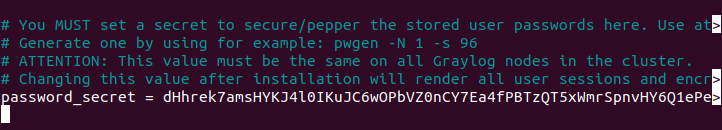 # You MUST set a secret to secure/pepper the stored user passwords here. Use at>
# Generate one by using for example: pwgen -N 1 -s 96
# ATTENTION: This value must be the same on all Graylog nodes in the cluster.
# Changing this value after installation will render all user sessions and encr>
password_secret = dHhrek7amsHYKJ4l0IKuJC6wOPbVZ0nCY7Ea4fPBTzQT5xWmrSpnvHY6Q1ePe>